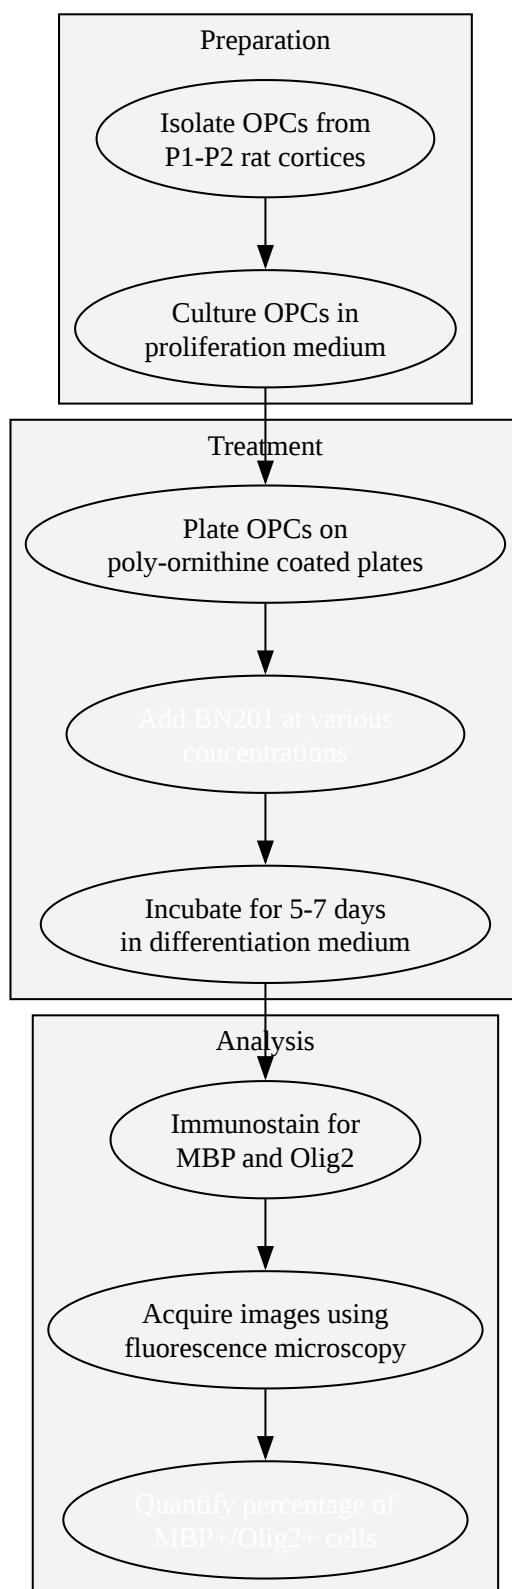 Preparation
Isolate OPCs from
P1-P2 rat cortices
Culture OPCs in
proliferation medium
Treatment
Plate OPCs on
poly-ornithine coated plates
Add BN201 at various
concentrations
Incubate for 5-7 days
in differentiation medium
Analysis
Immunostain for
MBP and Olig2
Acquire images using
fluorescence microscopy
Quantify percentage of
MBP+/Olig2+ cells